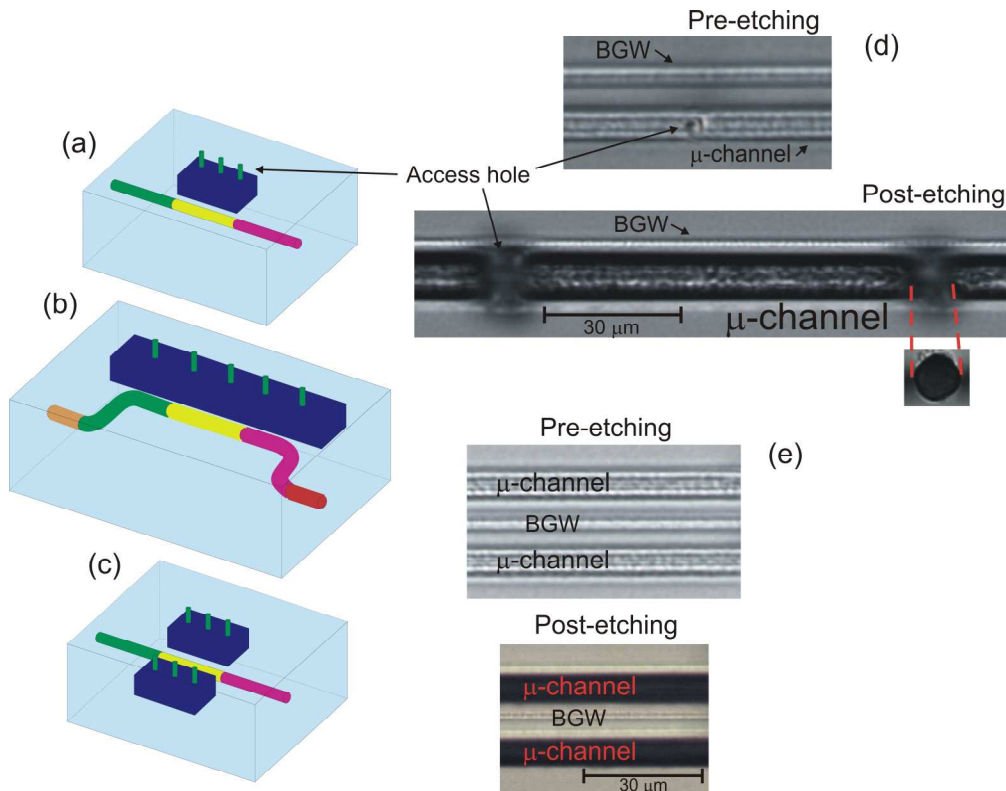 (a)
(b)
(c)
Pre-etching
(d)
BGW
μ-channel
Access hole
Post-etching
BGW
30 μm
μ-channel
Pre-etching
(e)
μ-channel
BGW
μ-channel
Post-etching
μ-channel
BGW
μ-channel
30 μm